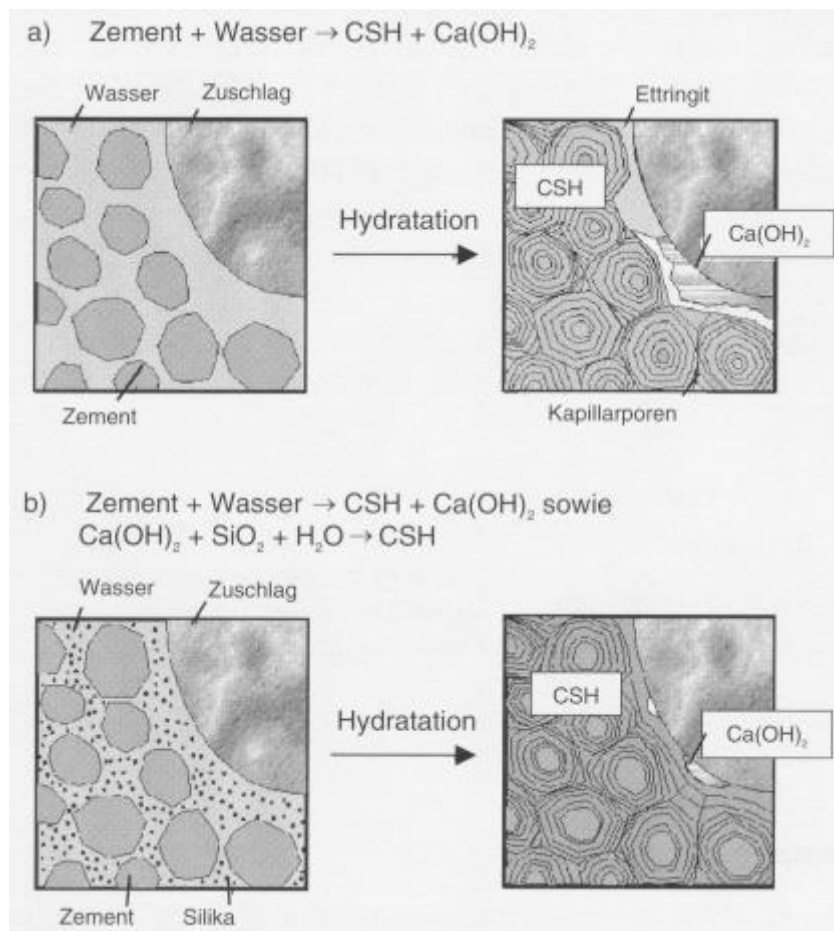 a) Zement + Wasser → CSH + Ca(OH)₂
Wasser Zuschlag Ettringit
CSH
Hydratation
Ca(OH)₂
Zement Kapillarporen
b) Zement + Wasser → CSH + Ca(OH)₂ sowie
Ca(OH)₂ + SiO₂ + H₂O → CSH
Wasser Zuschlag
CSH
Hydratation
Ca(OH)₂
Zement Silika